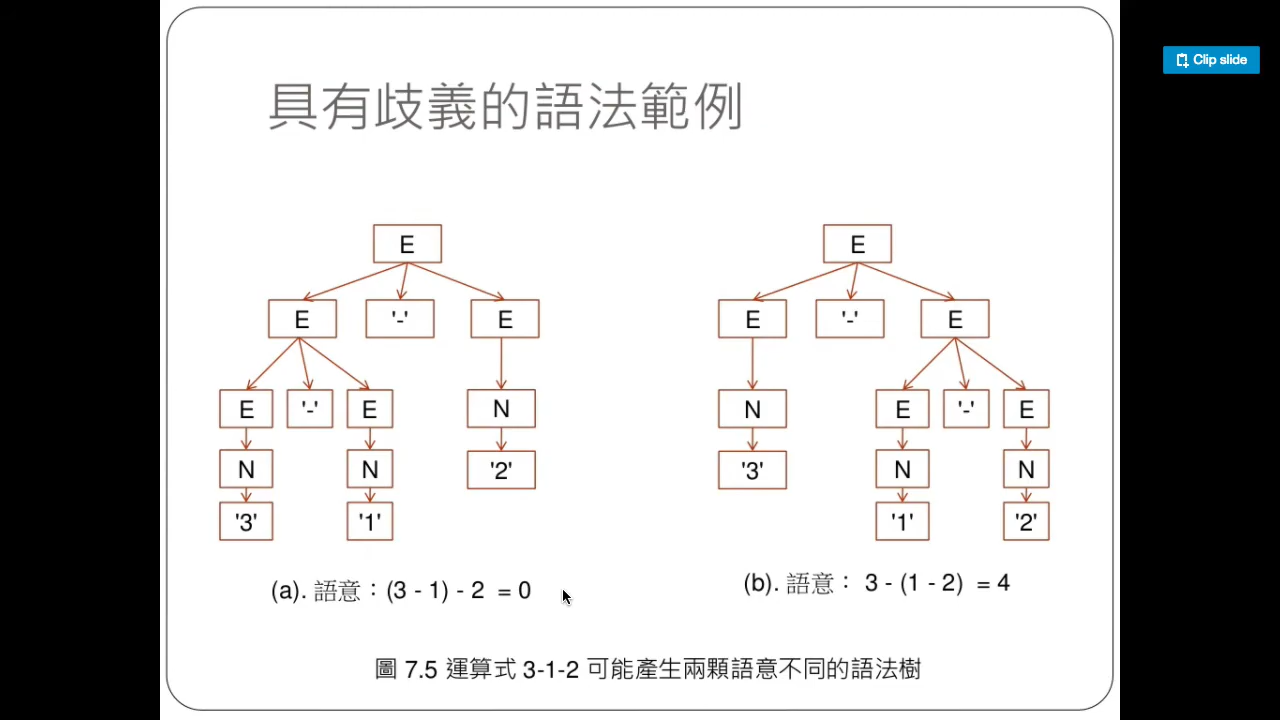 Clip slide
具有歧義的語法範例
E
E '-' E
E '-' E N
N N '2'
'3' '1'
(a). 語意：(3 - 1) - 2 = 0
E
E '-' E
N E '-' E
'3' N N
'1' '2'
(b). 語意： 3 - (1 - 2) = 4
圖 7.5 運算式 3-1-2 可能產生兩顆語意不同的語法樹